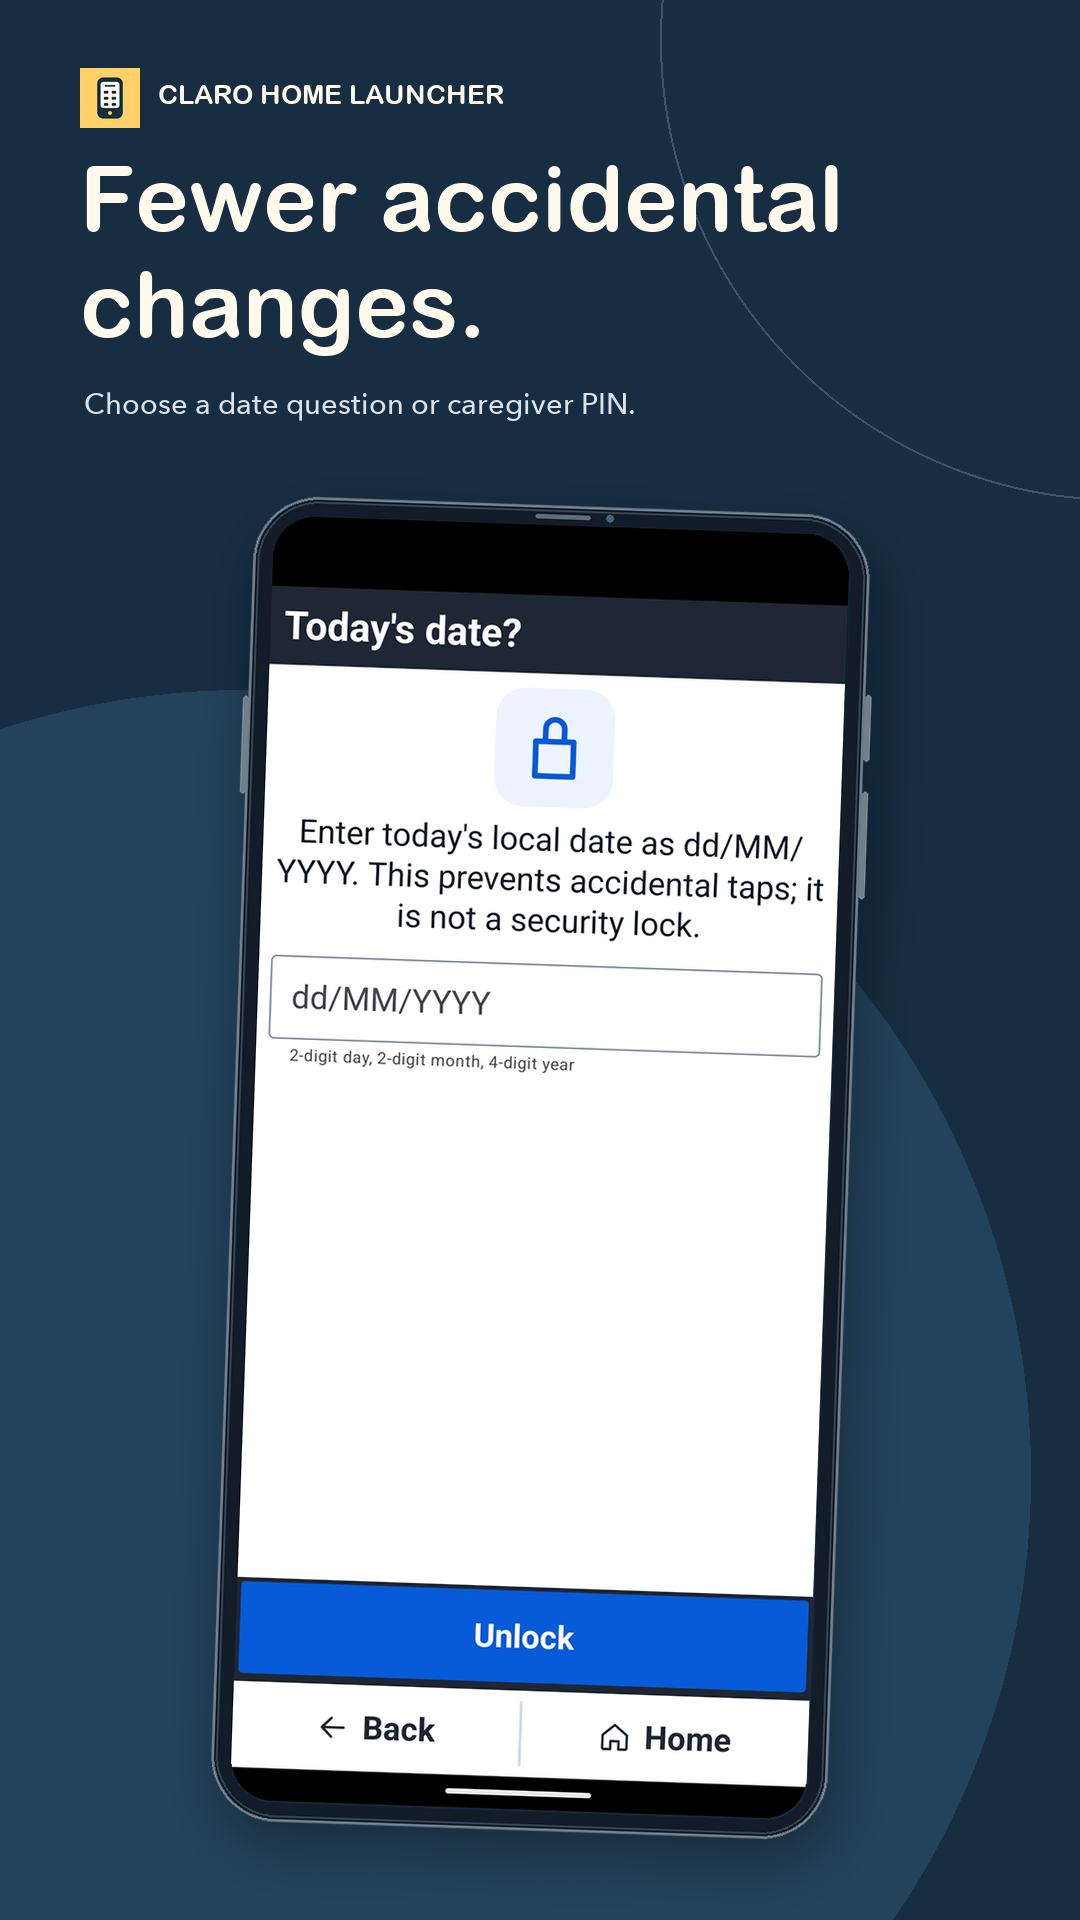 CLARO HOME LAUNCHER
Fewer accidental
changes.
Choose a date question or caregiver PIN.
Today's date?
Enter today's local date as dd/MM/
YYYY. This prevents accidental taps; it
is not a security lock.
dd/MM/YYYY
2-digit day, 2-digit month, 4-digit year
Unlock
Back
Home